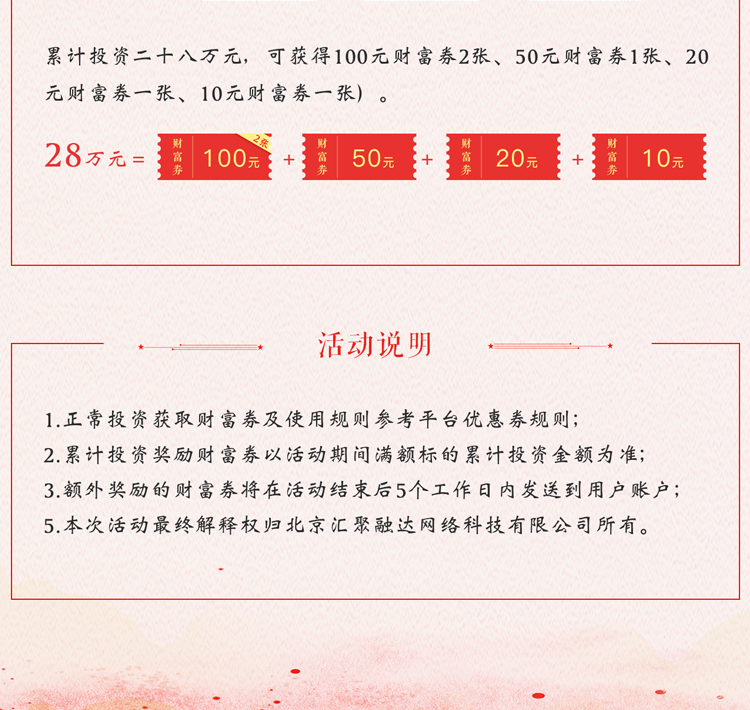 累计投资二十八万元，可获得100元财富券2张、50元财富券1张、20
元财富券一张、10元财富券一张）。
28万元= 财富券 100元 2张 + 财富券 50元 + 财富券 20元 + 财富券 10元
活动说明
1.正常投资获取财富券及使用规则参考平台优惠券规则；
2.累计投资奖励财富券以活动期间满额标的累计投资金额为准；
3.额外奖励的财富券将在活动结束后5个工作日内发送到用户账户；
5.本次活动最终解释权归北京汇聚融达网络科技有限公司所有。